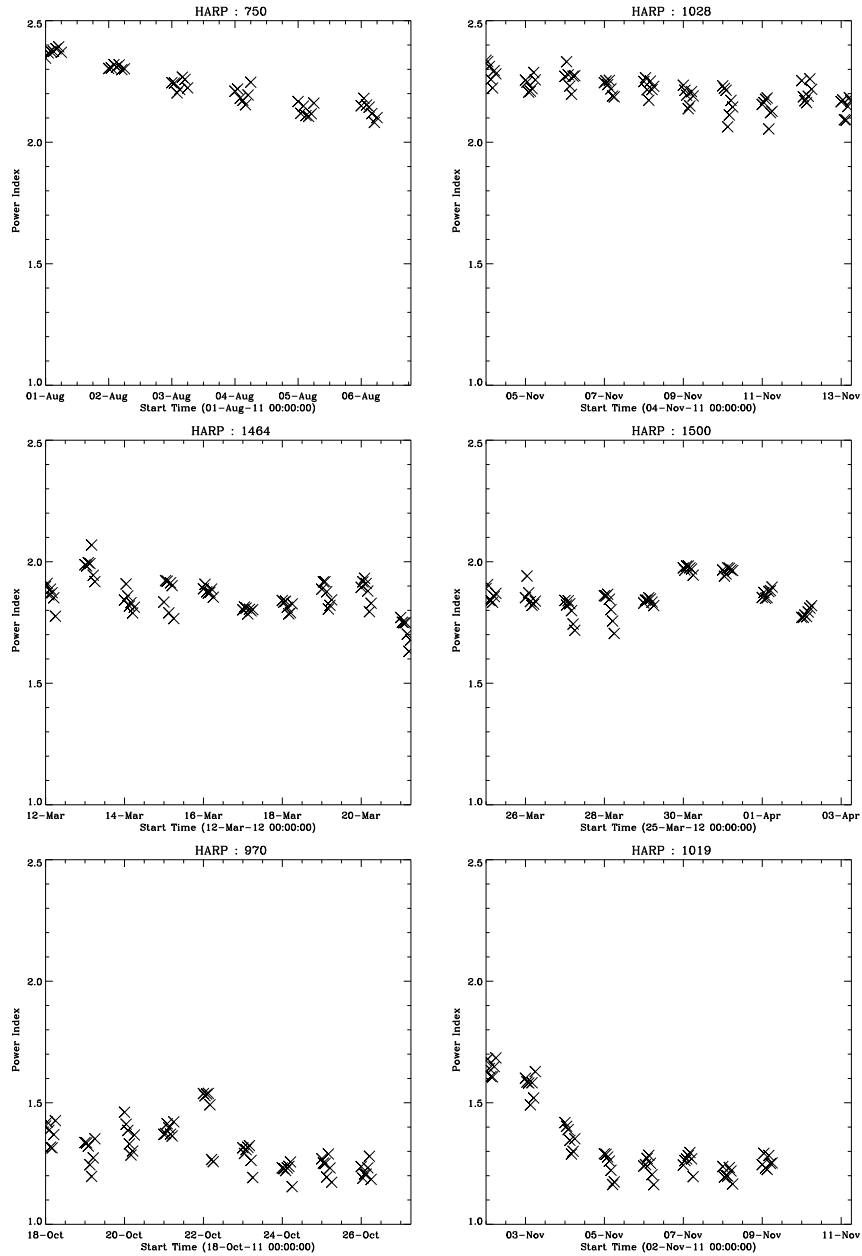 HARP : 750
2.5
2.0
1.5
1.0
Power Index
01-Aug 02-Aug 03-Aug 04-Aug 05-Aug 06-Aug
Start Time (01-Aug-11 00:00:00)
HARP : 1028
2.5
2.0
1.5
1.0
Power Index
05-Nov 07-Nov 09-Nov 11-Nov 13-Nov
Start Time (04-Nov-11 00:00:00)
HARP : 1464
2.5
2.0
1.5
1.0
Power Index
12-Mar 14-Mar 16-Mar 18-Mar 20-Mar
Start Time (12-Mar-12 00:00:00)
HARP : 1500
2.5
2.0
1.5
1.0
Power Index
26-Mar 28-Mar 30-Mar 01-Apr 03-Apr
Start Time (25-Mar-12 00:00:00)
HARP : 970
2.5
2.0
1.5
1.0
Power Index
18-Oct 20-Oct 22-Oct 24-Oct 26-Oct
Start Time (18-Oct-11 00:00:00)
HARP : 1019
2.5
2.0
1.5
1.0
Power Index
03-Nov 05-Nov 07-Nov 09-Nov 11-Nov
Start Time (02-Nov-11 00:00:00)